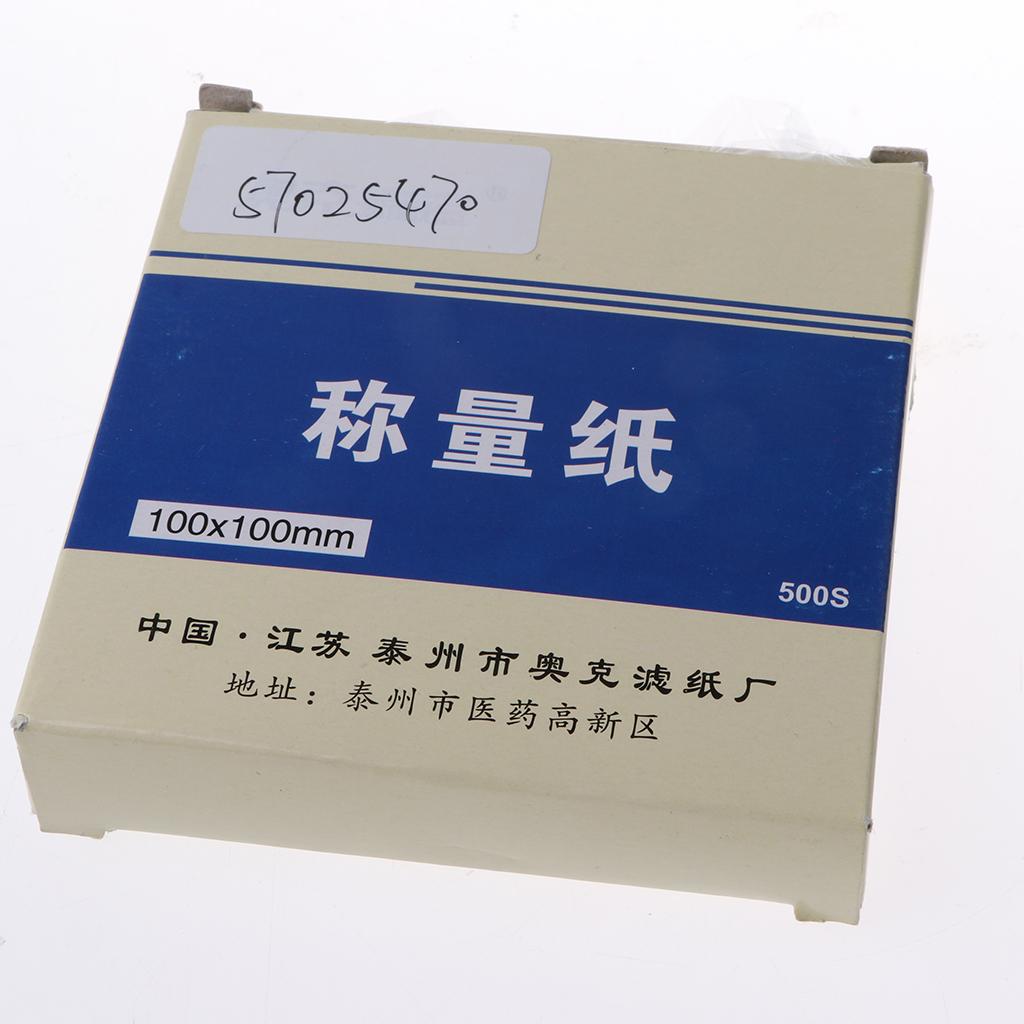 57025470
称量纸
100x100mm
500S
中国·江苏 泰州市奥克滤纸厂
地址：泰州市医药高新区